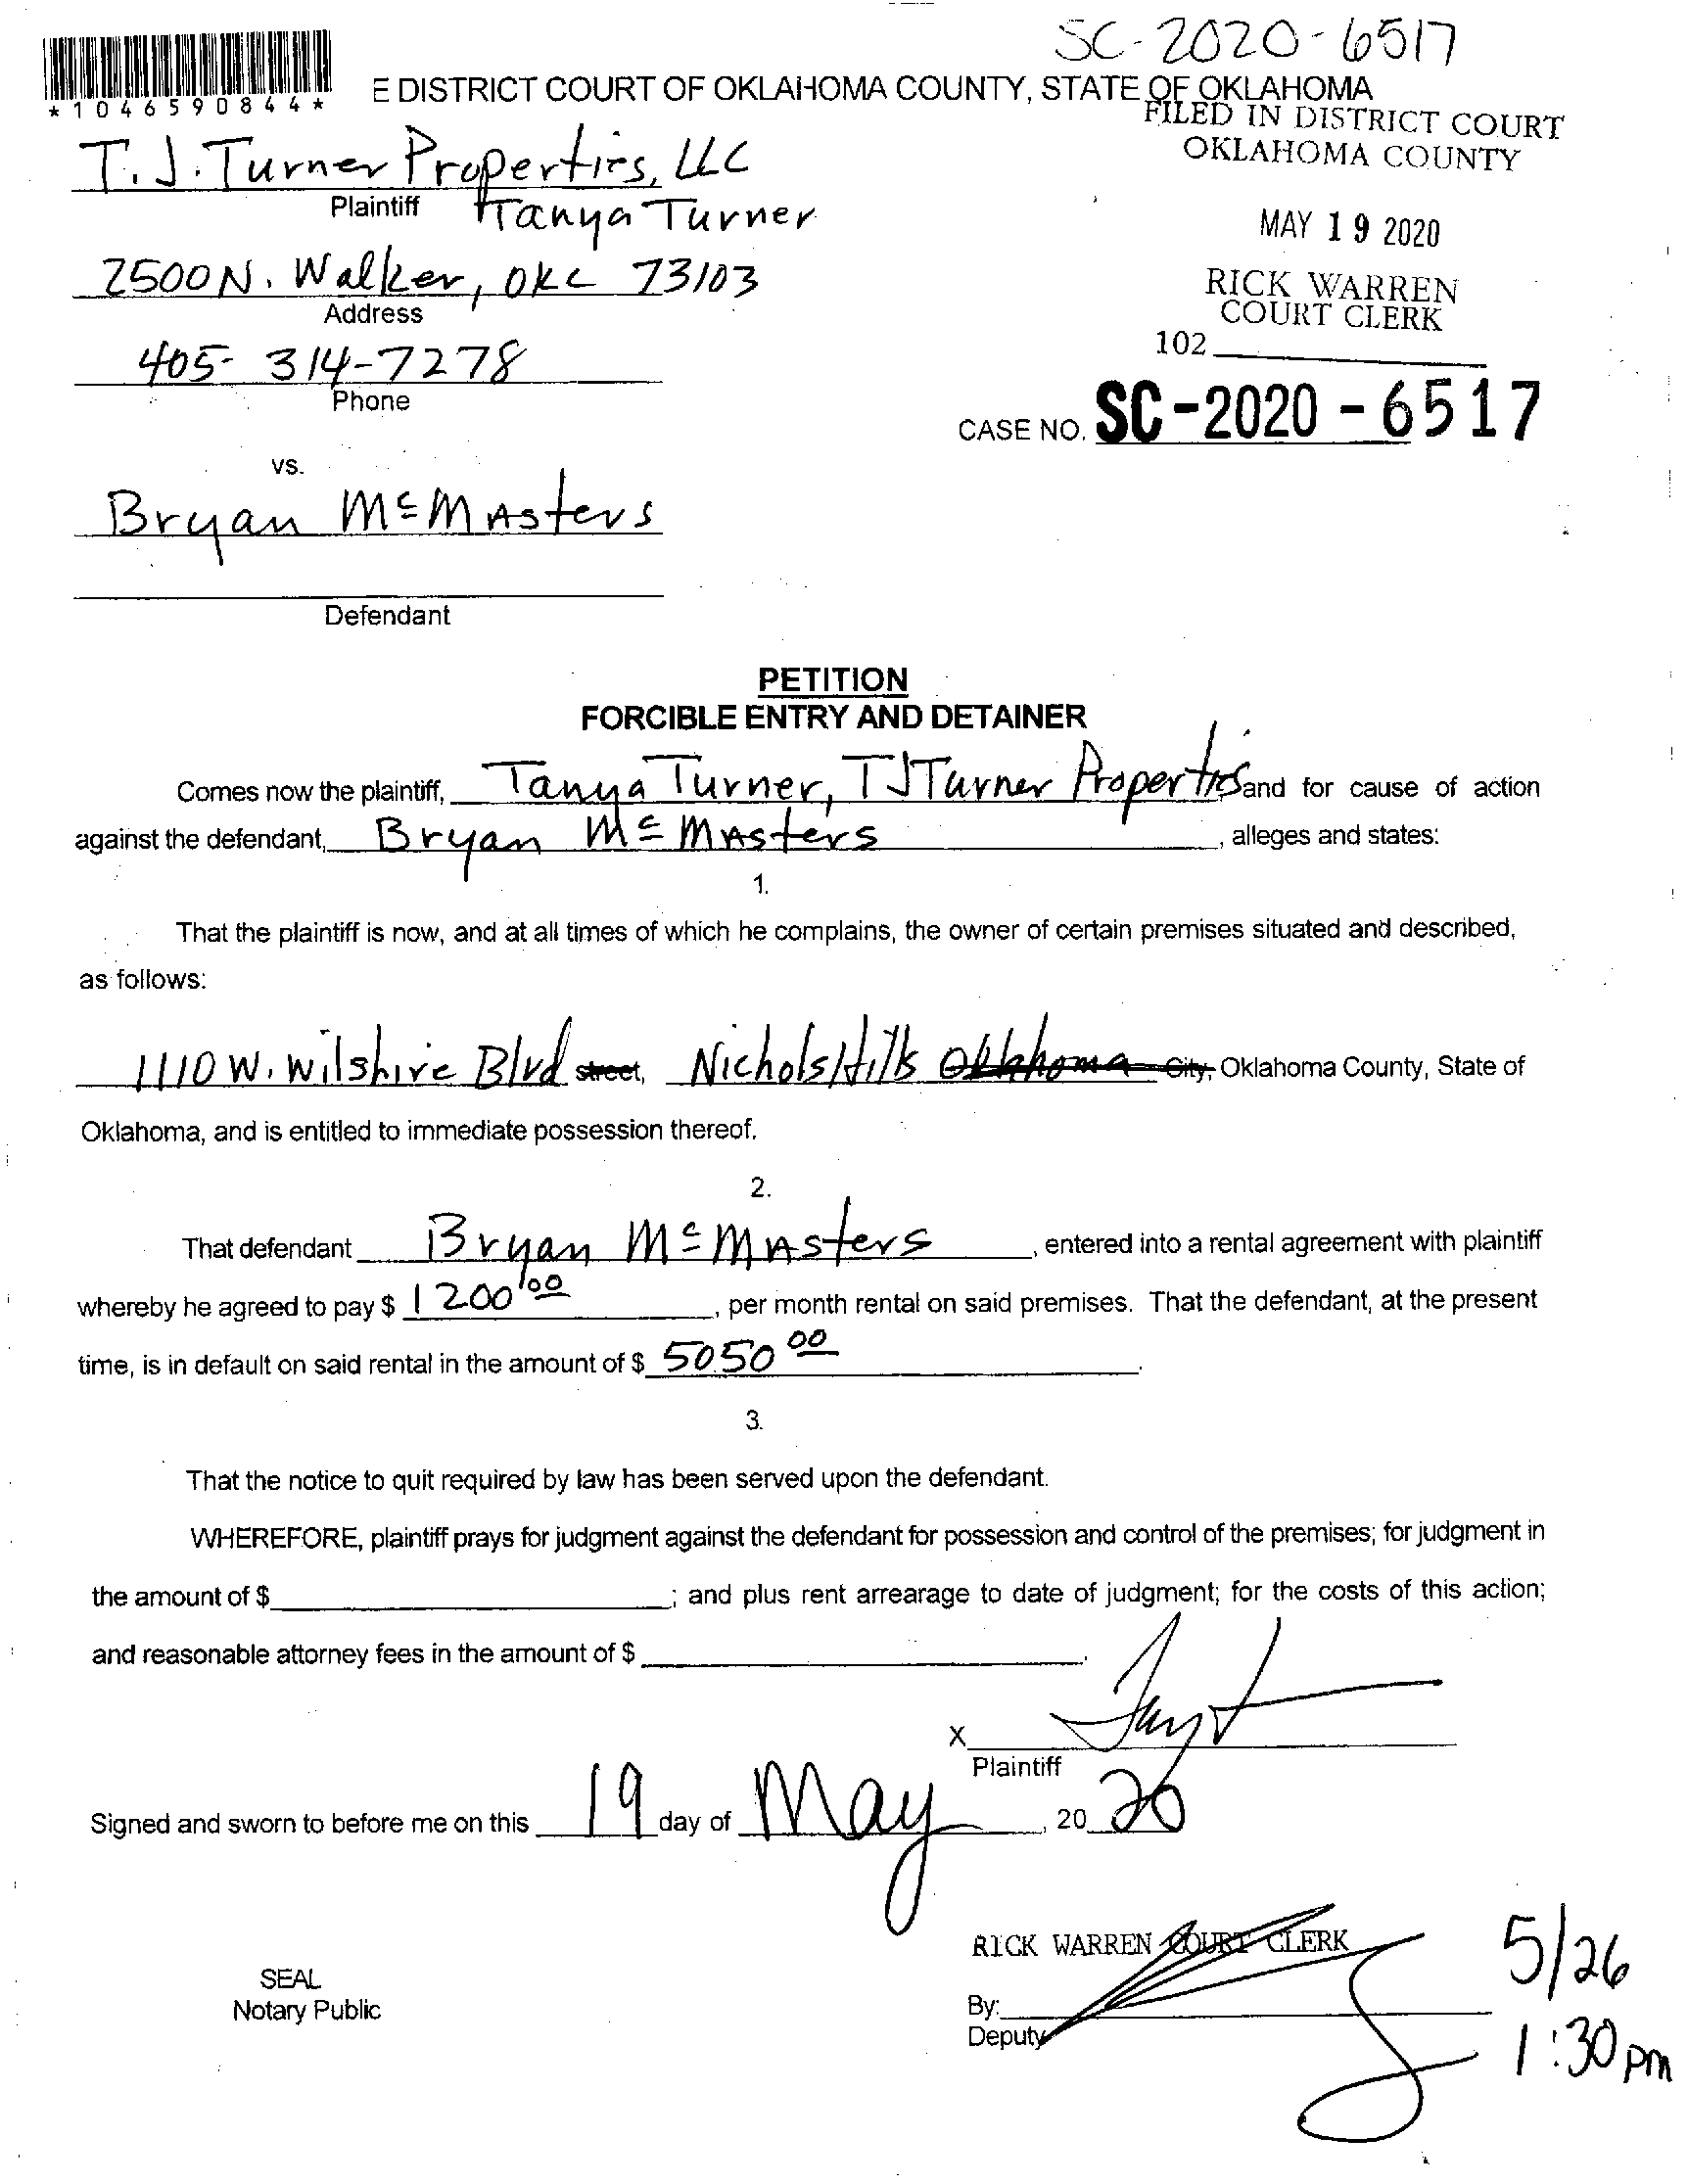 SC-2020-6517
*1046590844*
E DISTRICT COURT OF OKLAHOMA COUNTY, STATE OF OKLAHOMA
FILED IN DISTRICT COURT
OKLAHOMA COUNTY
T.J. Turner Properties, LLC
Plaintiff Tanya Turner
MAY 19 2020
2500 N. Walker, OKC 73103
Address
RICK WARREN
COURT CLERK
102
405-314-7278
Phone
CASE NO. SC-2020-6517
vs.
Bryan McMasters
Defendant
PETITION
FORCIBLE ENTRY AND DETAINER
Comes now the plaintiff, Tanya Turner, TJTurner Properties and for cause of action
against the defendant, Bryan McMasters, alleges and states:
1.
That the plaintiff is now, and at all times of which he complains, the owner of certain premises situated and described,
as follows:
1110 W. Wilshire Blvd street, Nichols Hills Oklahoma City, Oklahoma County, State of
Oklahoma, and is entitled to immediate possession thereof.
2.
That defendant Bryan McMasters, entered into a rental agreement with plaintiff
whereby he agreed to pay $ 1200.00, per month rental on said premises. That the defendant, at the present
time, is in default on said rental in the amount of $ 5050 00.
3.
That the notice to quit required by law has been served upon the defendant.
WHEREFORE, plaintiff prays for judgment against the defendant for possession and control of the premises; for judgment in
the amount of $ ; and plus rent arrearage to date of judgment; for the costs of this action;
and reasonable attorney fees in the amount of $ .
X
Plaintiff
Signed and sworn to before me on this 19 day of May, 20 20
RICK WARREN COURT CLERK
5/26
SEAL
Notary Public
By:
Deputy
1:30 pm